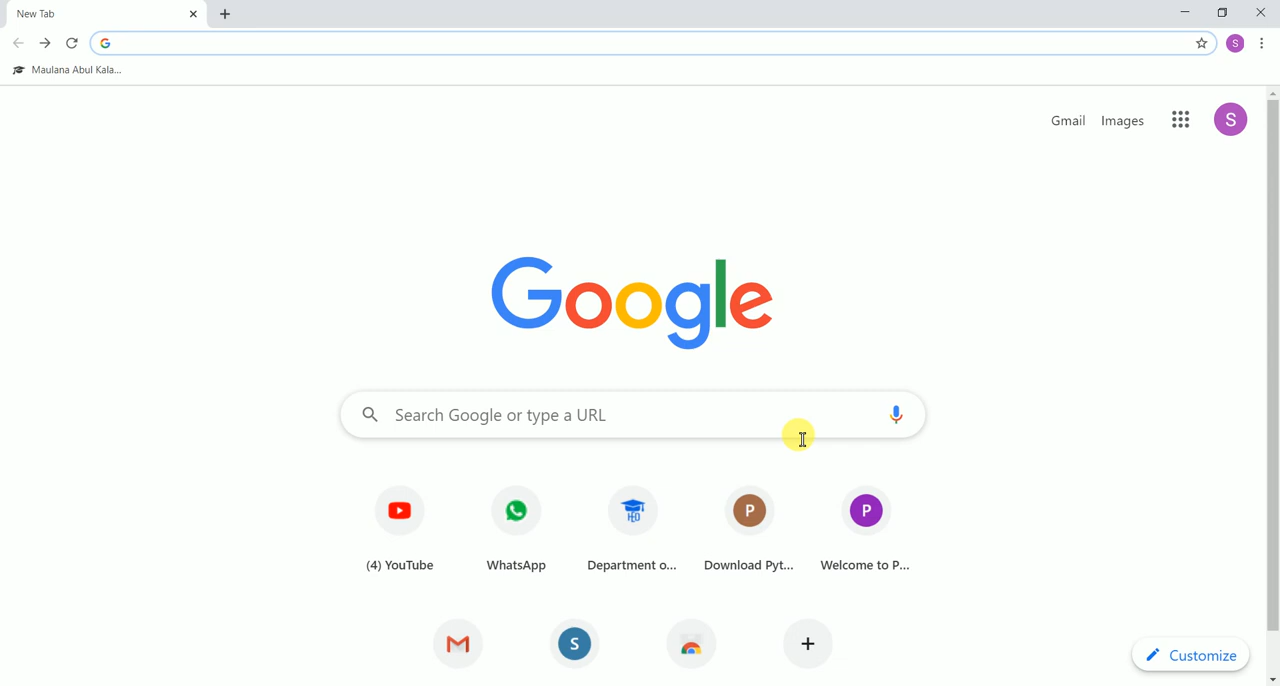 New Tab
Maulana Abul Kala...
Gmail Images S
S
Google
Search Google or type a URL
P P
(4) YouTube WhatsApp Department o... Download Pyt... Welcome to P...
S
Customize